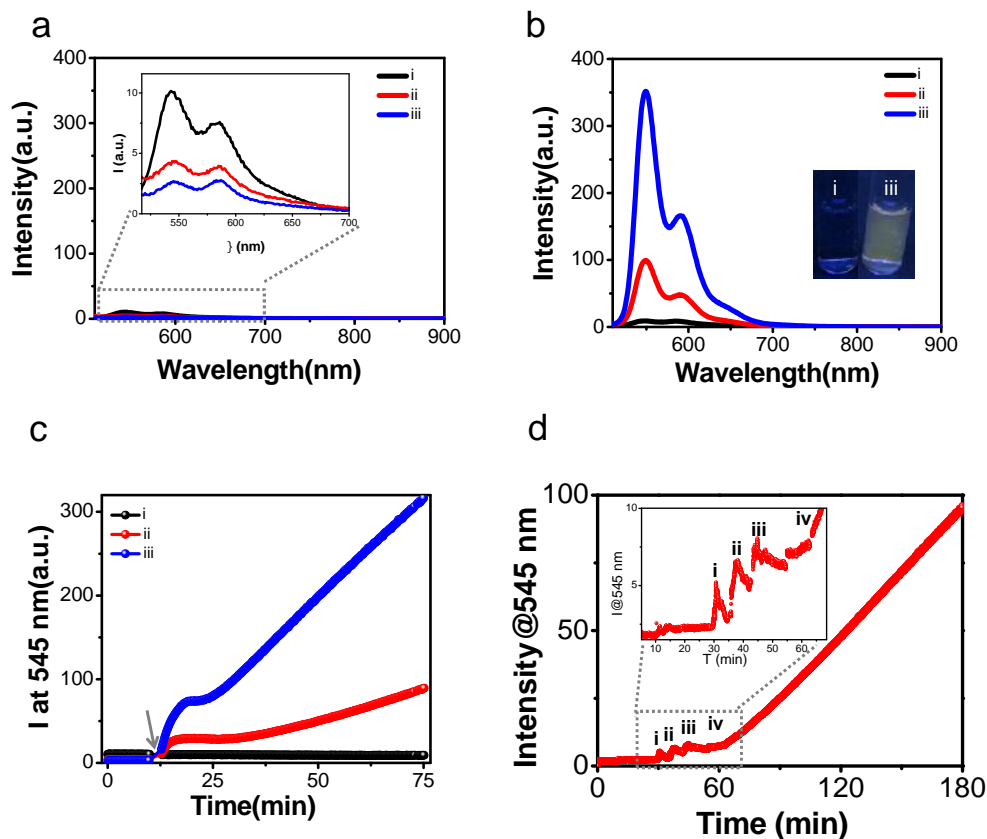 a
400
300
200
100
0
Intensity(a.u.)
600
700
800
900
Wavelength(nm)
i
ii
iii
10
5
0
I (a.u.)
550
600
650
700
} (nm)
b
400
300
200
100
0
Intensity(a.u.)
600
700
800
900
Wavelength(nm)
i
ii
iii
i iii
c
300
200
100
0
I at 545 nm(a.u.)
0
25
50
75
Time(min)
i
ii
iii
d
100
50
0
Intensity@545 nm
0
60
120
180
Time (min)
i
ii
iii
iv
10
5
I @545 nm
10
20
30
40
50
60
T (min)
i
ii
iii
iv